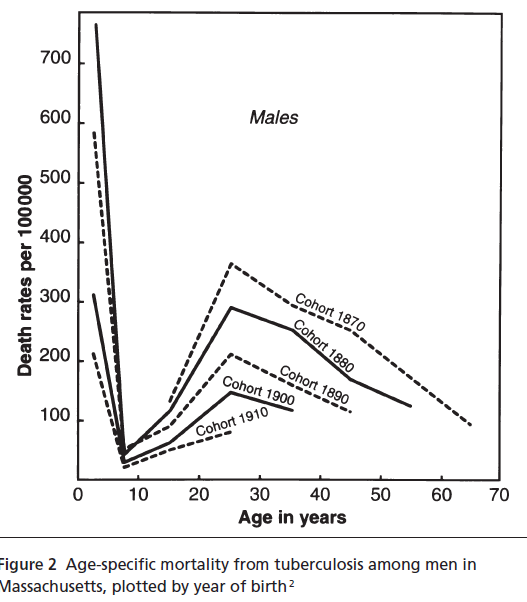 Males
Death rates per 100000
700
600
500
400
300
200
100
Cohort 1870
Cohort 1880
Cohort 1890
Cohort 1900
Cohort 1910
0 10 20 30 40 50 60 70
Age in years
Figure 2 Age-specific mortality from tuberculosis among men in
Massachusetts, plotted by year of birth²